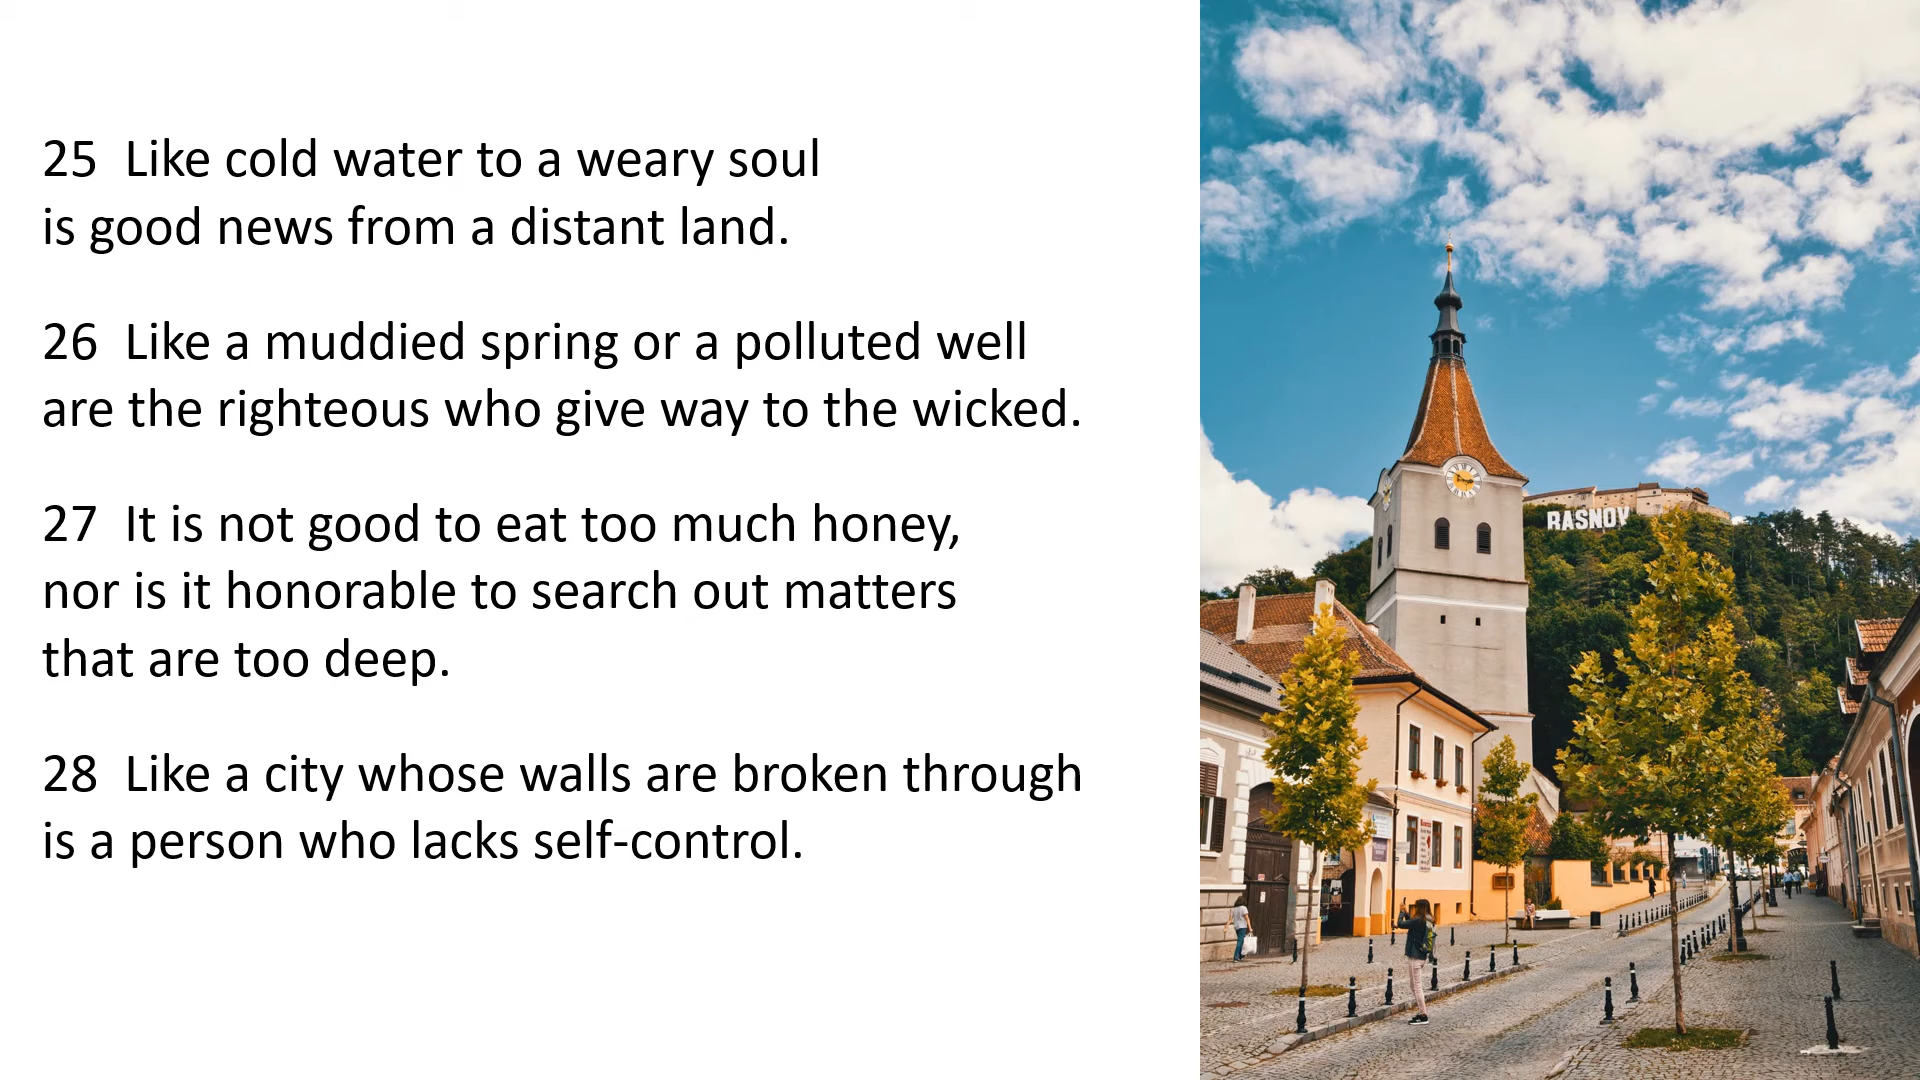 25  Like cold water to a weary soul
is good news from a distant land.
26  Like a muddied spring or a polluted well
are the righteous who give way to the wicked.
27  It is not good to eat too much honey,
nor is it honorable to search out matters
that are too deep.
28  Like a city whose walls are broken through
is a person who lacks self-control.
RASNOV